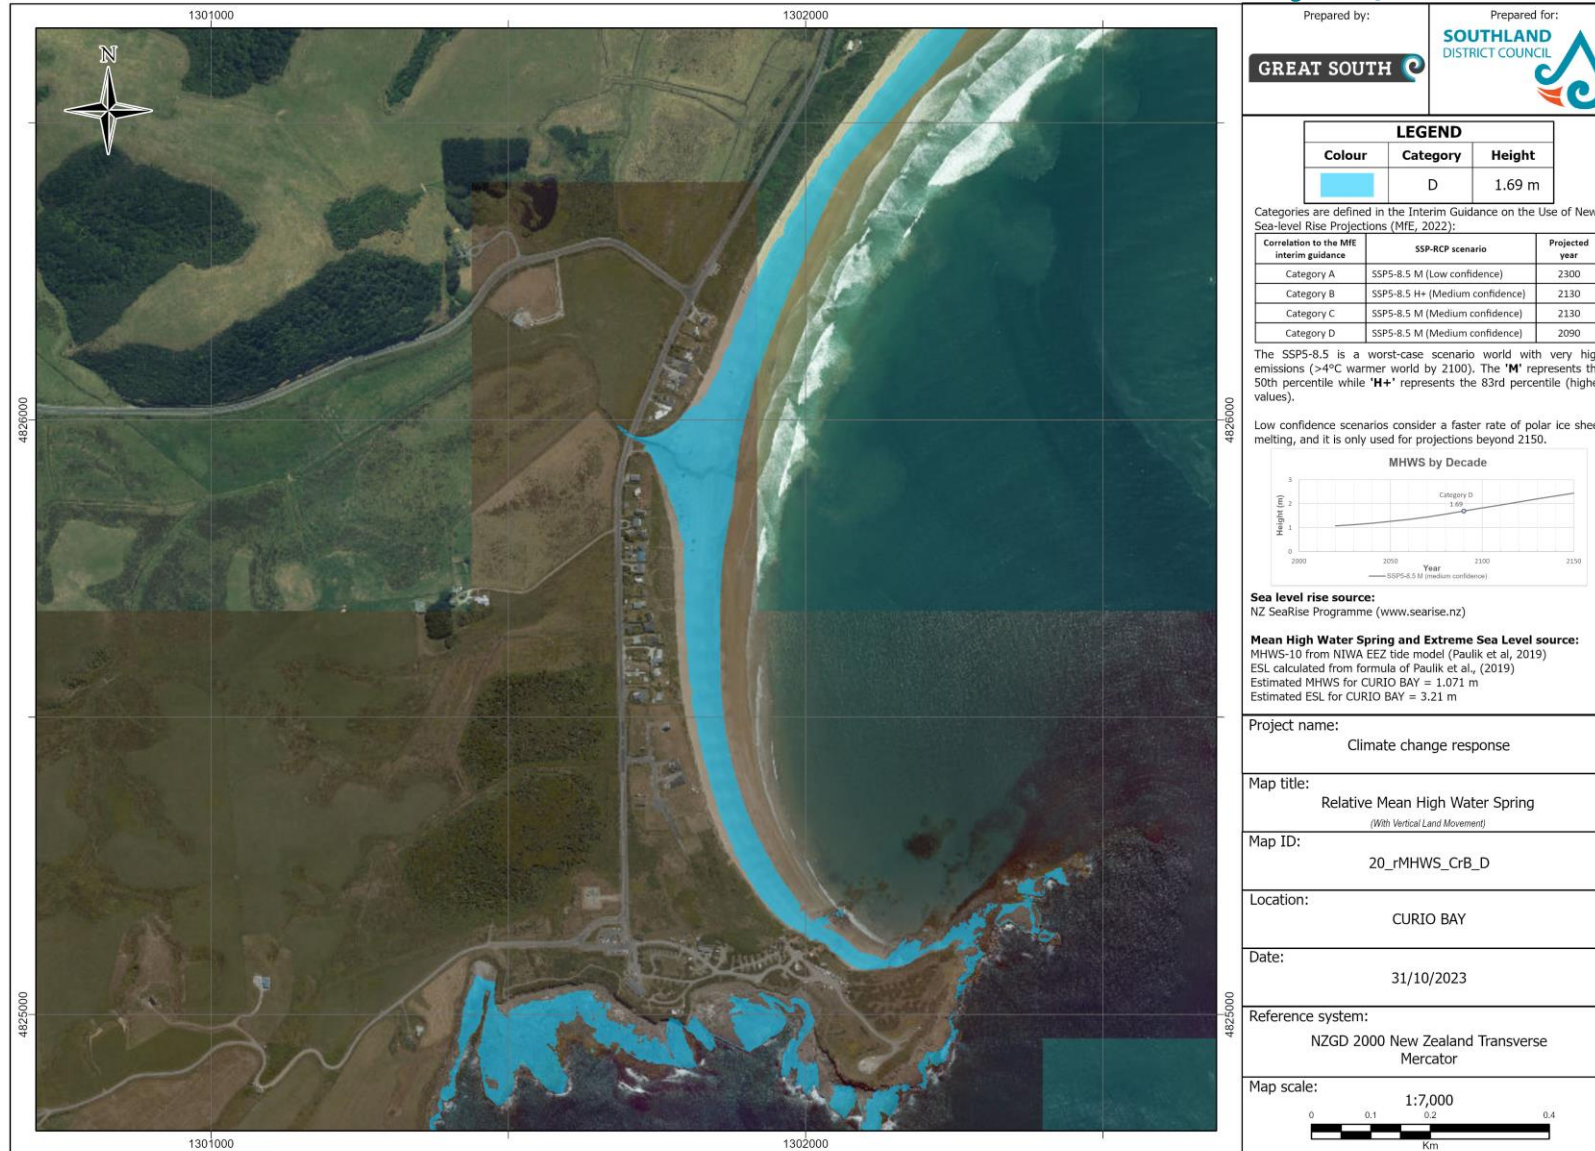 1301000
1302000
N
4826000
4825000
4826000
4825000
1301000
1302000
Prepared by:
GREAT SOUTH
Prepared for:
SOUTHLAND
DISTRICT COUNCIL
LEGEND
Colour Category Height
D 1.69 m
Categories are defined in the Interim Guidance on the Use of New
Sea-level Rise Projections (MfE, 2022):
Correlation to the MfE interim guidance SSP-RCP scenario Projected year
Category A SSP5-8.5 M (Low confidence) 2300
Category B SSP5-8.5 H+ (Medium confidence) 2130
Category C SSP5-8.5 M (Medium confidence) 2130
Category D SSP5-8.5 M (Medium confidence) 2090
The SSP5-8.5 is a worst-case scenario world with very hig
emissions (>4°C warmer world by 2100). The 'M' represents th
50th percentile while 'H+' represents the 83rd percentile (highe
values).
Low confidence scenarios consider a faster rate of polar ice shee
melting, and it is only used for projections beyond 2150.
MHWS by Decade
Height (m)
3
2
1
0
Category D
1.69
2000 2050 2100 2150
Year
SSP5-8.5 M (medium confidence)
Sea level rise source:
NZ SeaRise Programme (www.searise.nz)
Mean High Water Spring and Extreme Sea Level source:
MHWS-10 from NIWA EEZ tide model (Paulik et al, 2019)
ESL calculated from formula of Paulik et al., (2019)
Estimated MHWS for CURIO BAY = 1.071 m
Estimated ESL for CURIO BAY = 3.21 m
Project name:
Climate change response
Map title:
Relative Mean High Water Spring
(With Vertical Land Movement)
Map ID:
20_rMHWS_CrB_D
Location:
CURIO BAY
Date:
31/10/2023
Reference system:
NZGD 2000 New Zealand Transverse
Mercator
Map scale:
1:7,000
0 0.1 0.2 0.4
Km